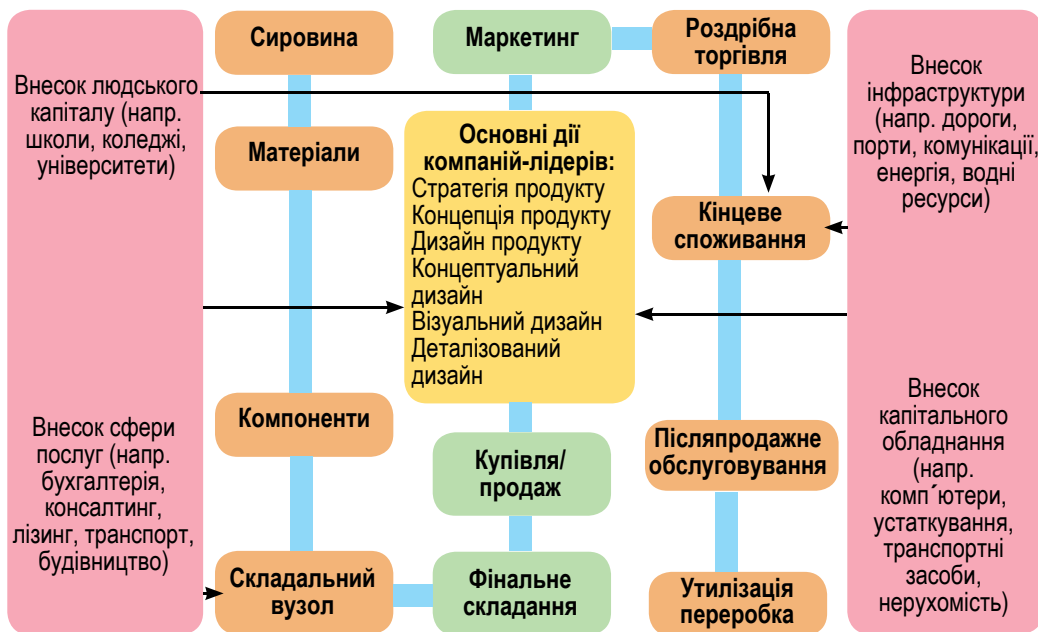 Внесок людського
капіталу (напр.
школи, коледжі,
університети)
Внесок сфери
послуг (напр.
бухгалтерія,
консалтинг,
лізинг, транспорт,
будівництво)
Сировина
Матеріали
Компоненти
Складальний
вузол
Маркетинг
Основні дії
компаній-лідерів:
Стратегія продукту
Концепція продукту
Дизайн продукту
Концептуальний
дизайн
Візуальний дизайн
Деталізований
дизайн
Купівля/
продаж
Фінальне
складання
Роздрібна
торгівля
Кінцеве
споживання
Післяпродажне
обслуговування
Утилізація
переробка
Внесок
інфраструктури
(напр. дороги,
порти, комунікації,
енергія, водні
ресурси)
Внесок
капітального
обладнання
(напр.
комп´ютери,
устаткування,
транспортні
засоби,
нерухомість)